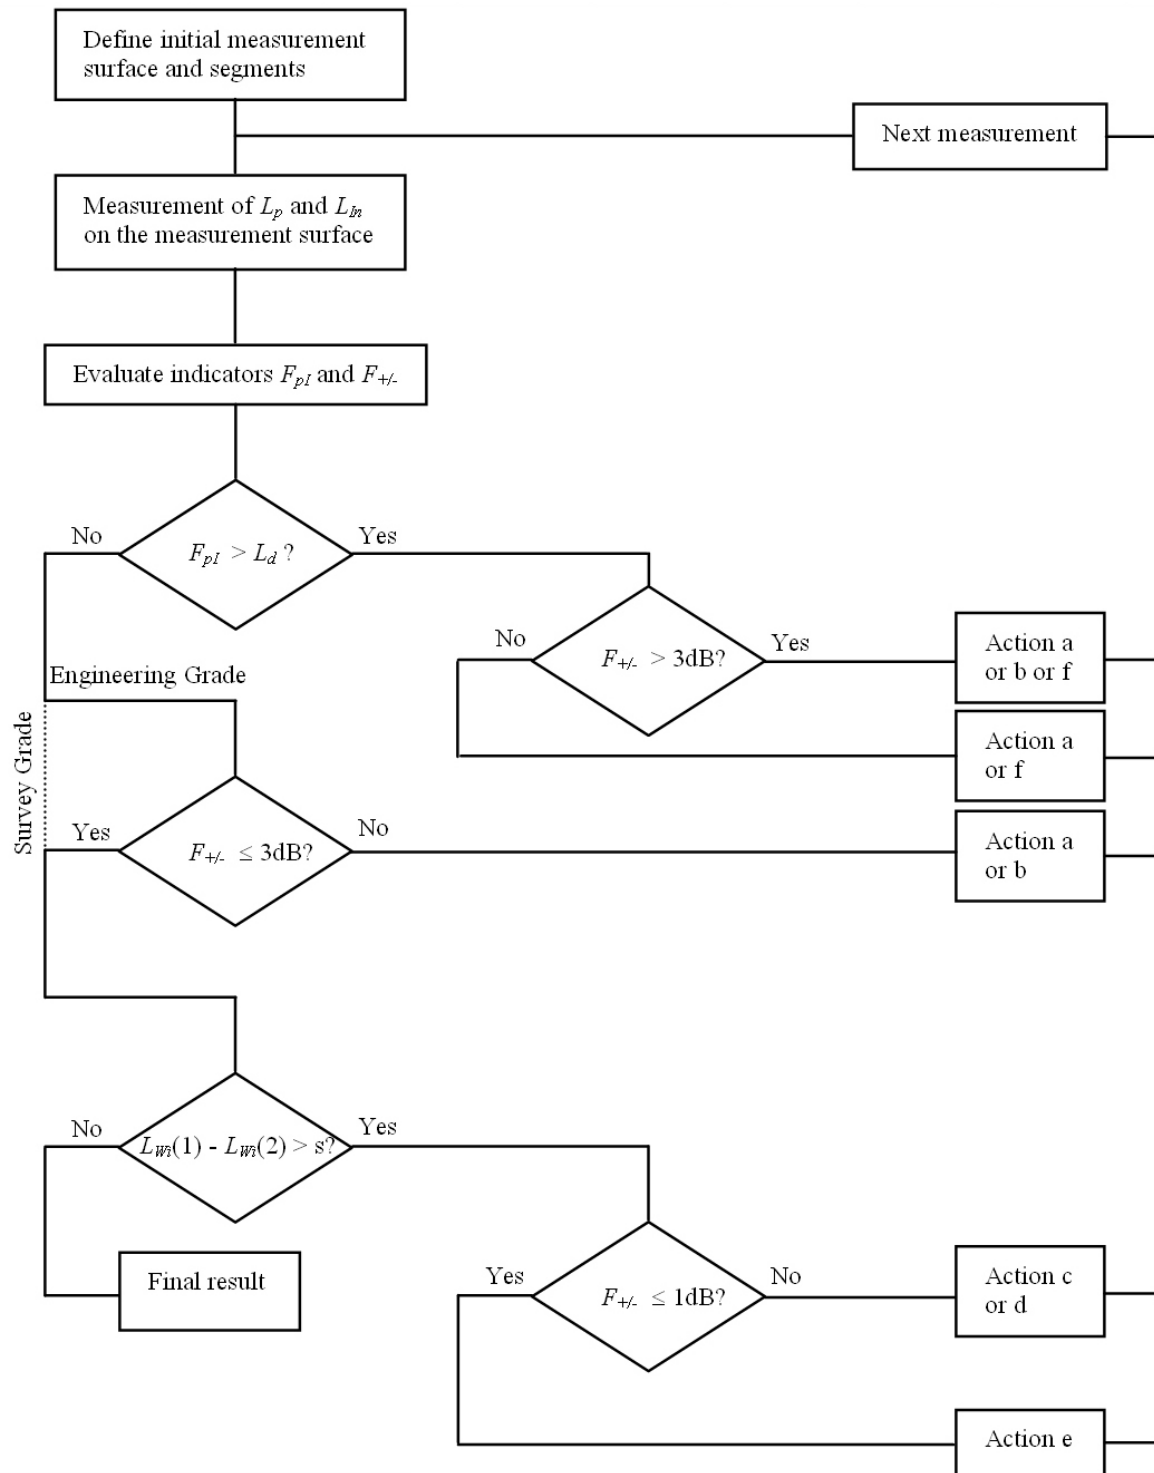 Define initial measurement
surface and segments
Next measurement
Measurement of Lp and LIn
on the measurement surface
Evaluate indicators FpI and F+/-
No
FpI > Ld ?
Yes
No
F+/- > 3dB?
Yes
Action a
or b or f
Engineering Grade
Action a
or f
Survey Grade
Yes
F+/- ≤ 3dB?
No
Action a
or b
No
LWi(1) - LWi(2) > s?
Yes
Final result
Yes
F+/- ≤ 1dB?
No
Action c
or d
Action e